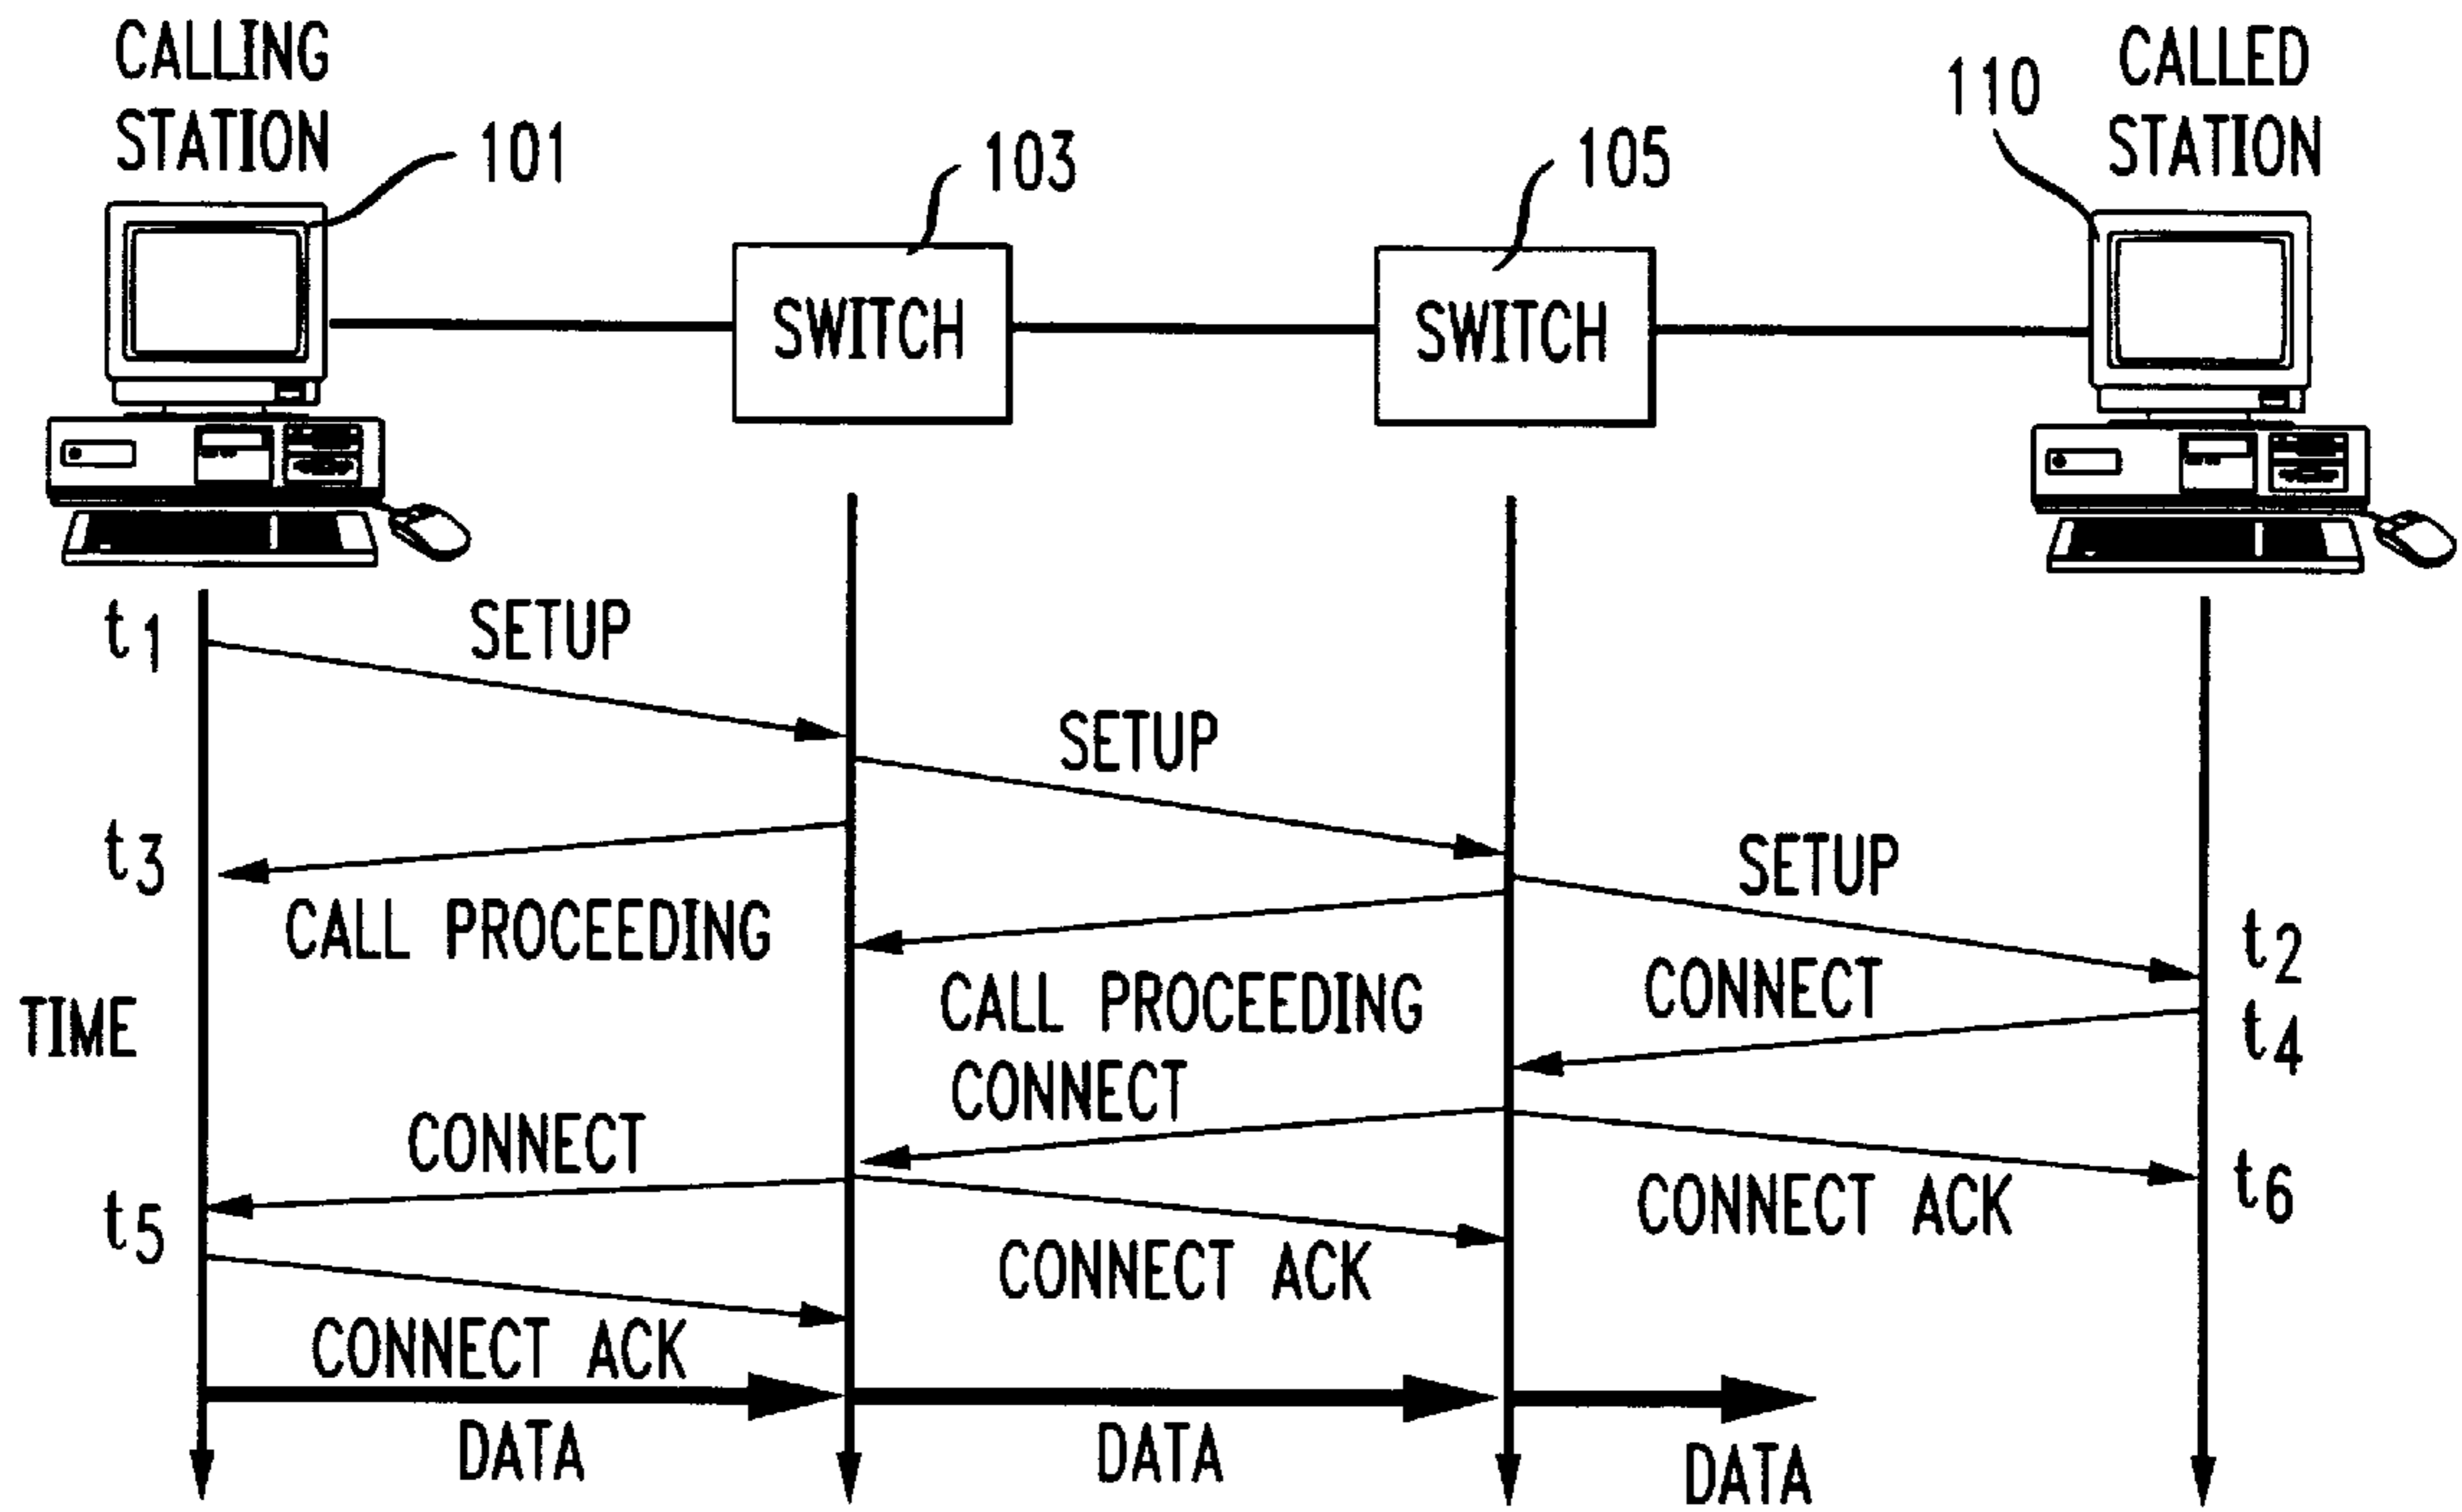 CALLING
STATION
101
103
105
110
CALLED
STATION
SWITCH
SWITCH
t1
SETUP
SETUP
t3
SETUP
CALL PROCEEDING
t2
CONNECT
CALL PROCEEDING
TIME
t4
CONNECT
CONNECT
t5
t6
CONNECT ACK
CONNECT ACK
CONNECT ACK
DATA
DATA
DATA